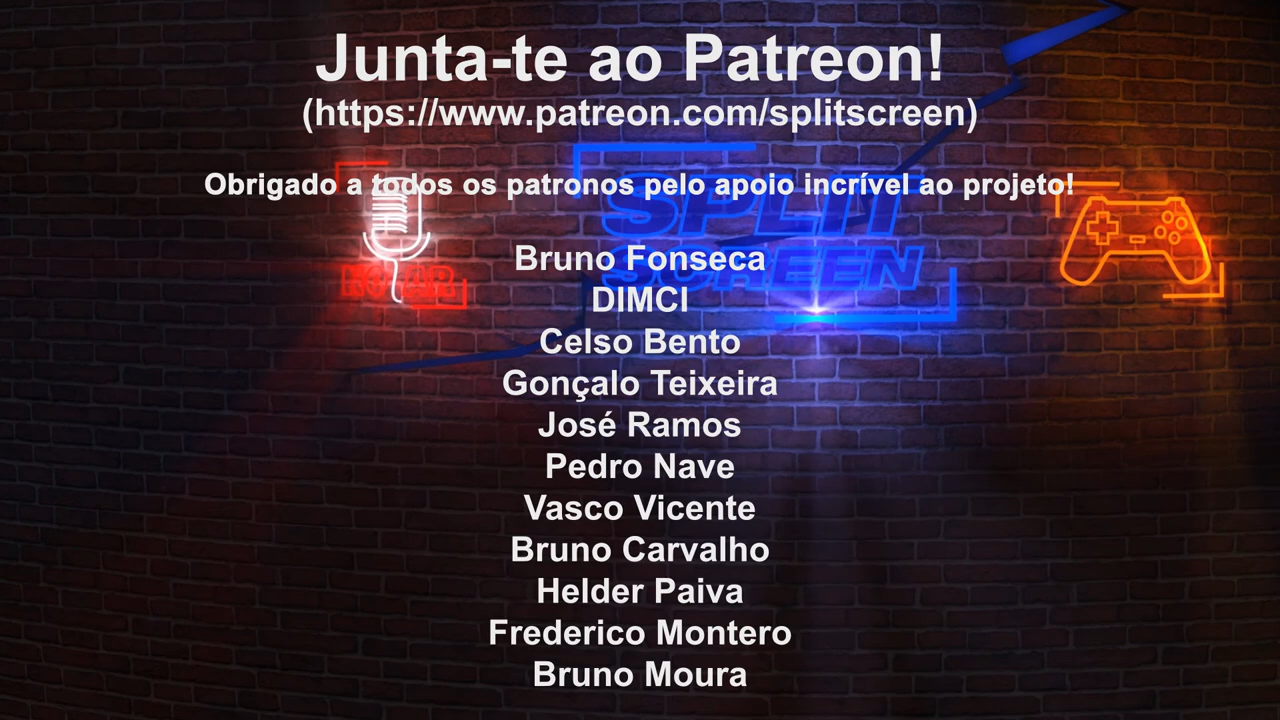 Junta-te ao Patreon!
(https://www.patreon.com/splitscreen)
Obrigado a todos os patronos pelo apoio incrível ao projeto!
SPLIT
SCREEN
Bruno Fonseca
DIMCI
Celso Bento
Gonçalo Teixeira
José Ramos
Pedro Nave
Vasco Vicente
Bruno Carvalho
Helder Paiva
Frederico Montero
Bruno Moura